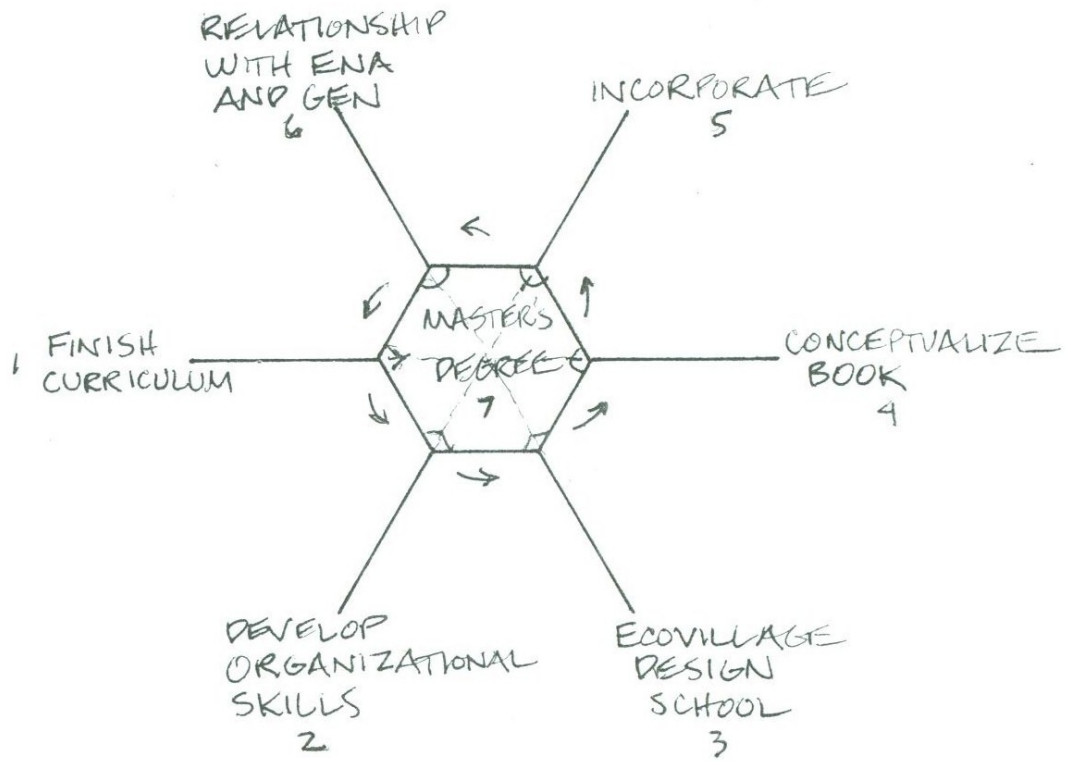 RELATIONSHIP
WITH ENA
AND GEN
6
INCORPORATE
5
MASTER'S
DEGREE
7
1 FINISH
CURRICULUM
CONCEPTUALIZE
BOOK
4
DEVELOP
ORGANIZATIONAL
SKILLS
2
ECOVILLAGE
DESIGN
SCHOOL
3